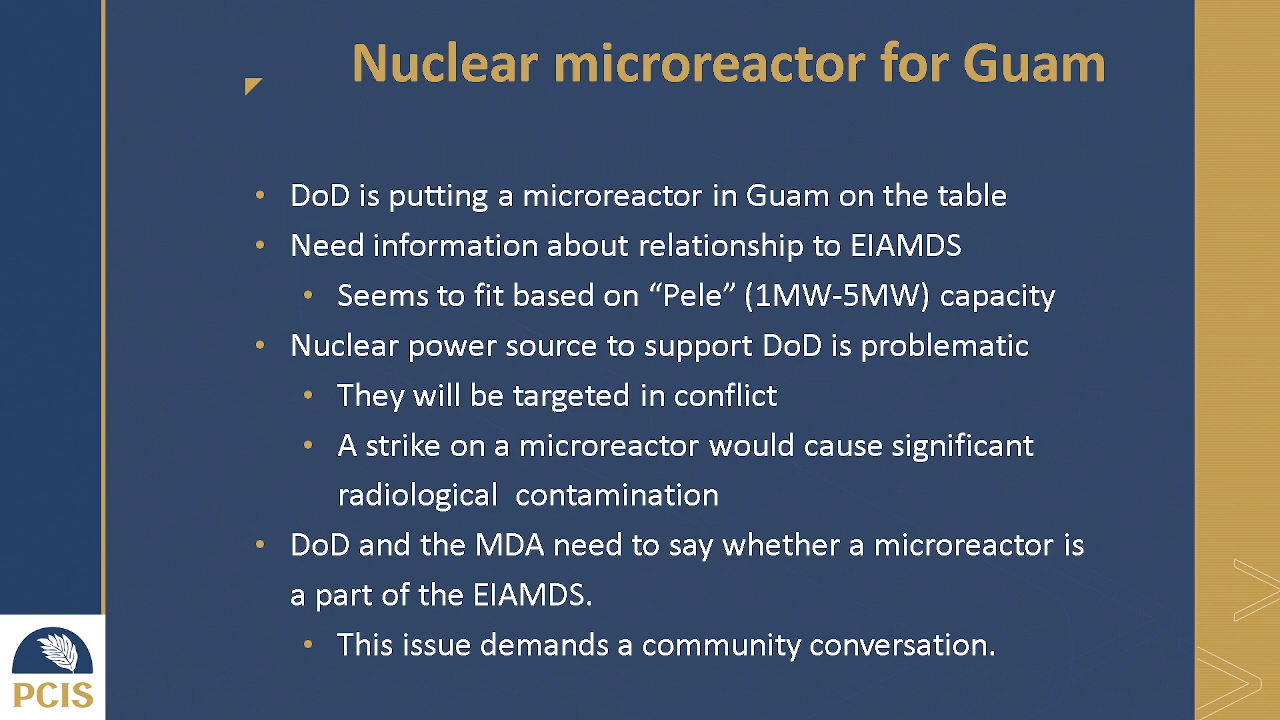 Nuclear microreactor for Guam
• DoD is putting a microreactor in Guam on the table
• Need information about relationship to EIAMDS
• Seems to fit based on “Pele” (1MW-5MW) capacity
• Nuclear power source to support DoD is problematic
• They will be targeted in conflict
• A strike on a microreactor would cause significant
radiological contamination
• DoD and the MDA need to say whether a microreactor is
a part of the EIAMDS.
• This issue demands a community conversation.
PCIS